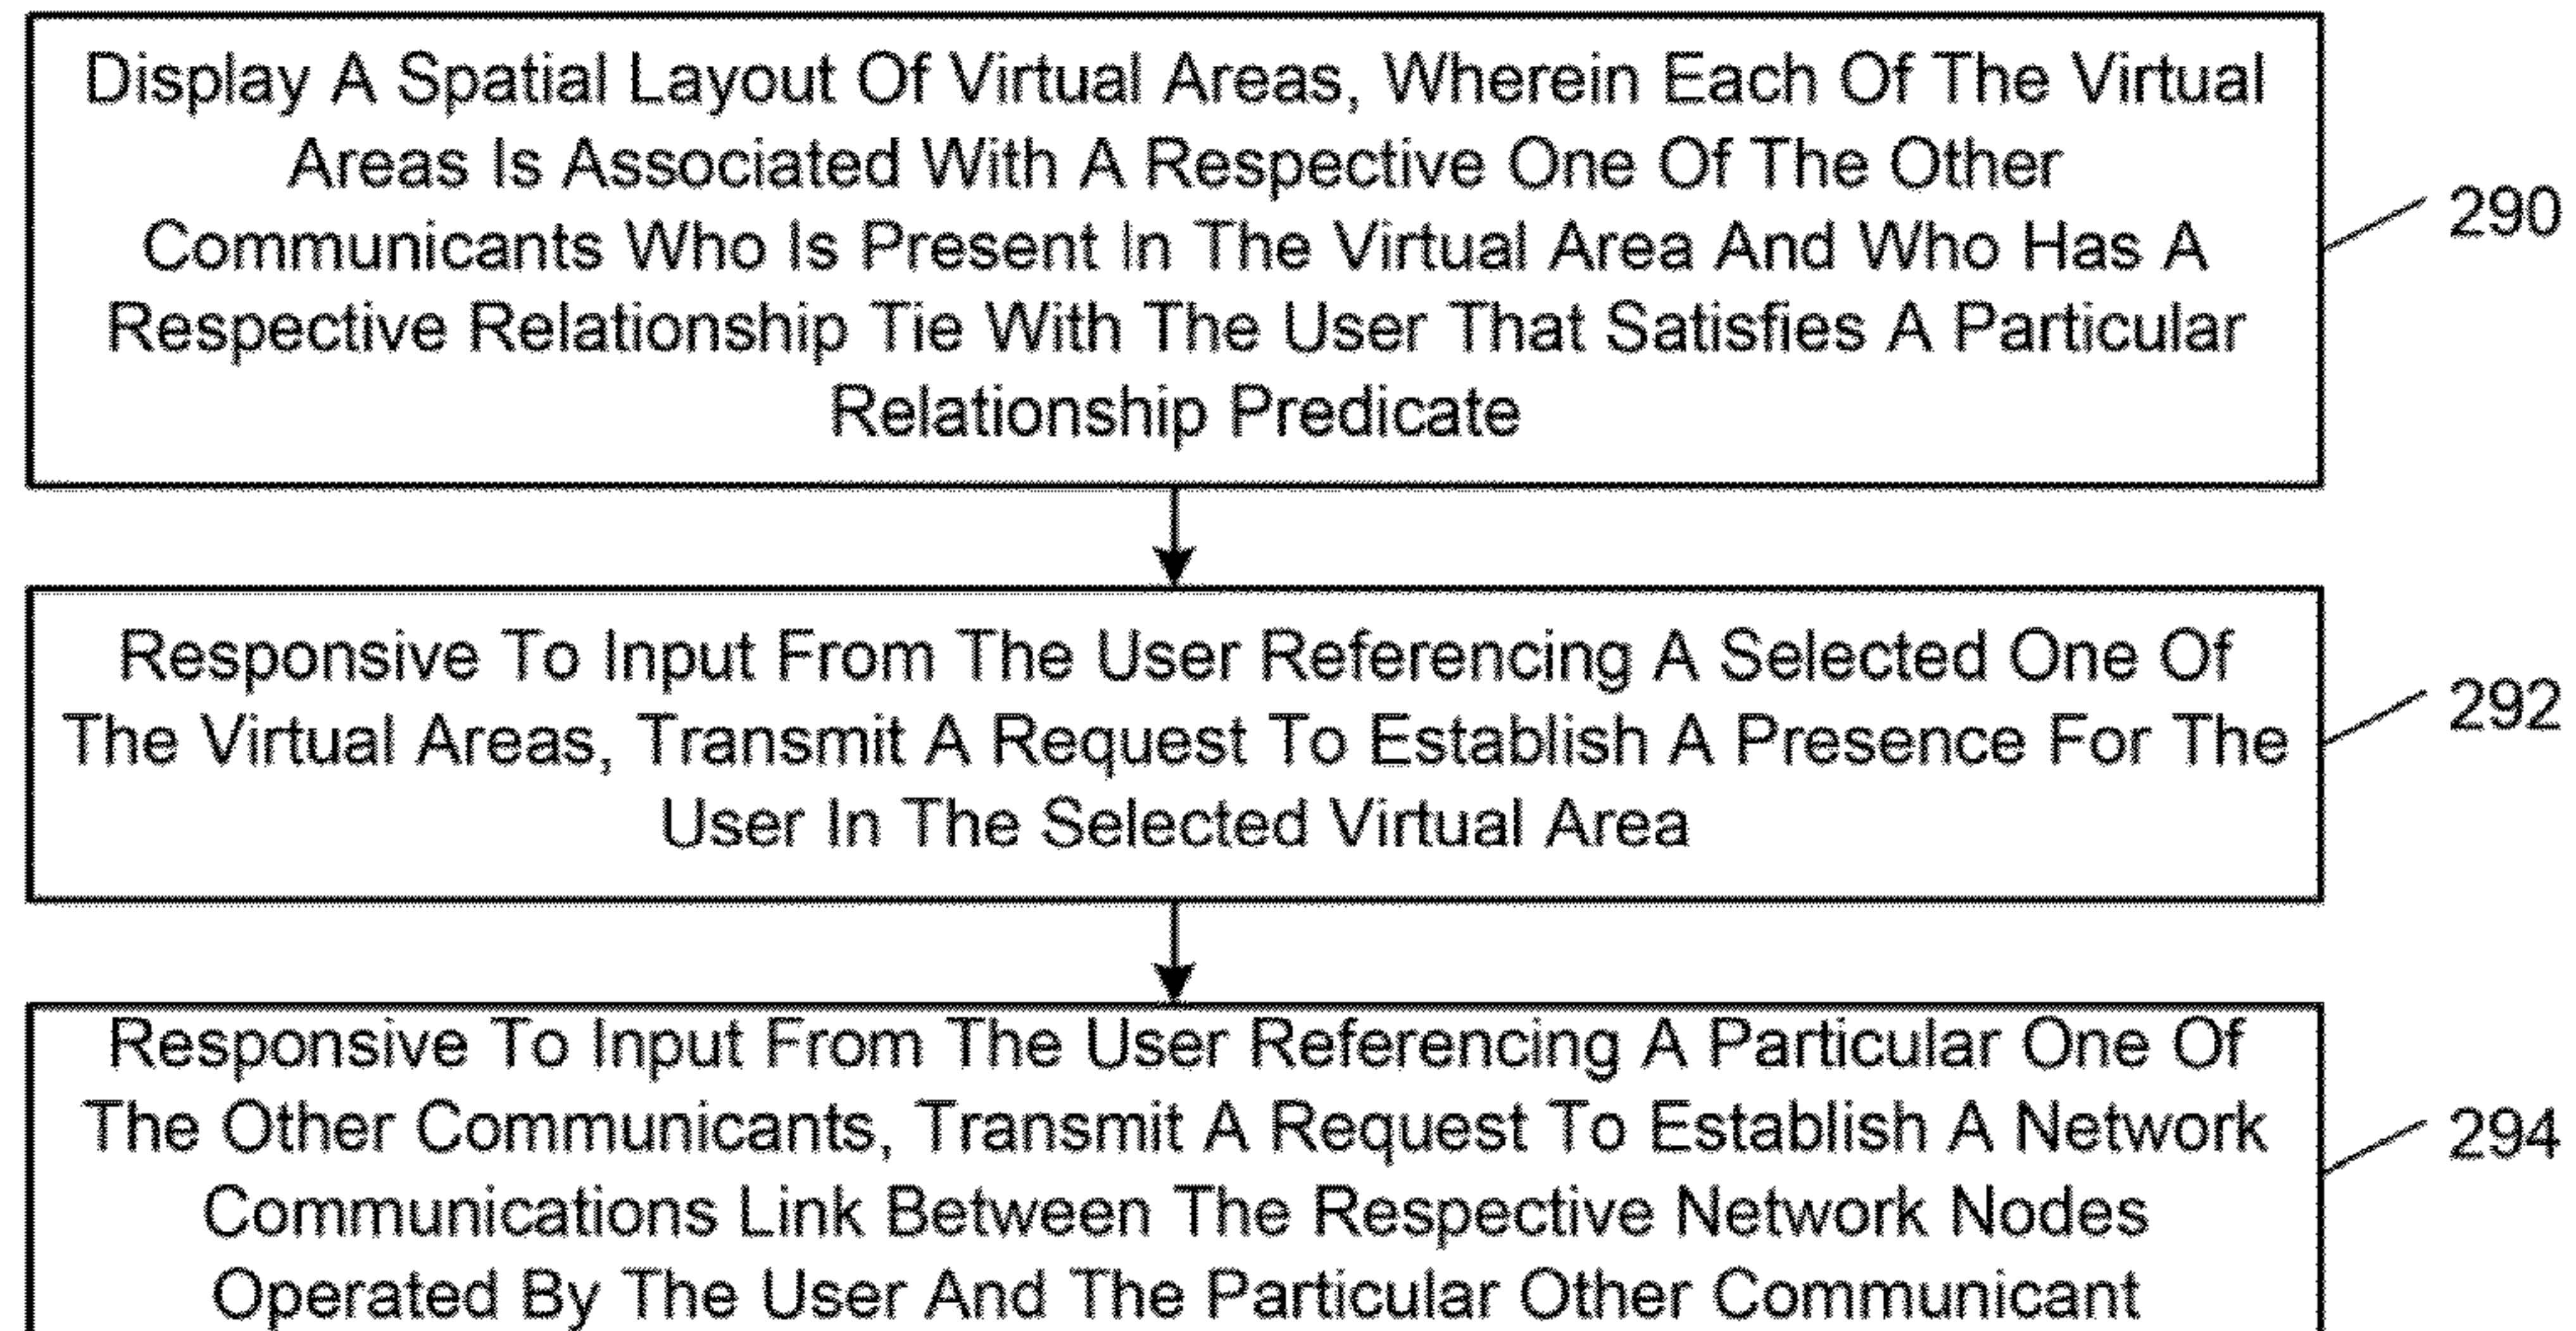 Display A Spatial Layout Of Virtual Areas, Wherein Each Of The Virtual
Areas Is Associated With A Respective One Of The Other
Communicants Who Is Present In The Virtual Area And Who Has A
Respective Relationship Tie With The User That Satisfies A Particular
Relationship Predicate
290
Responsive To Input From The User Referencing A Selected One Of
The Virtual Areas, Transmit A Request To Establish A Presence For The
User In The Selected Virtual Area
292
Responsive To Input From The User Referencing A Particular One Of
The Other Communicants, Transmit A Request To Establish A Network
Communications Link Between The Respective Network Nodes
Operated By The User And The Particular Other Communicant
294